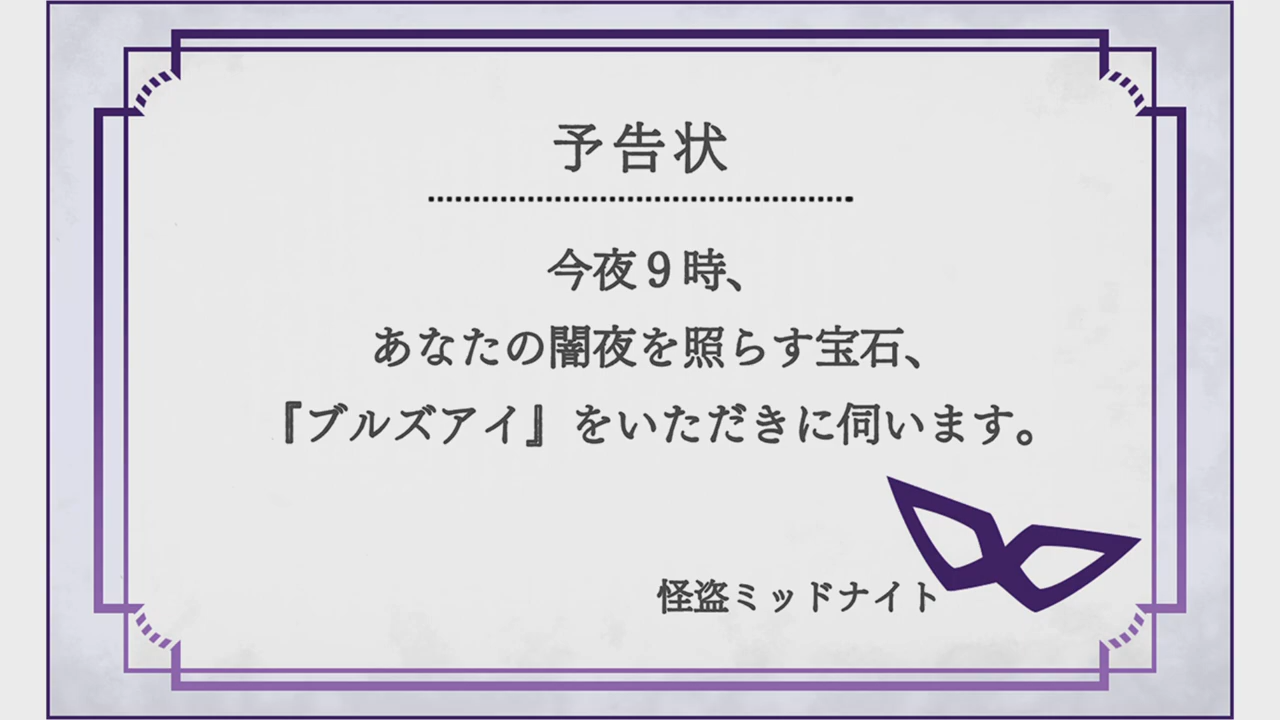 予告状
今夜９時、
あなたの闇夜を照らす宝石、
『ブルズアイ』をいただきに伺います。
怪盗ミッドナイト